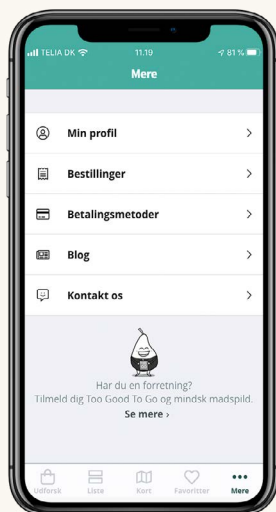 TELIA DK 11.19 81 %
Mere
Min profil
Bestillinger
Betalingsmetoder
Blog
Kontakt os
Har du en forretning?
Tilmeld dig Too Good To Go og mindsk madspild.
Se mere ›
Udforsk Liste Kort Favoritter Mere